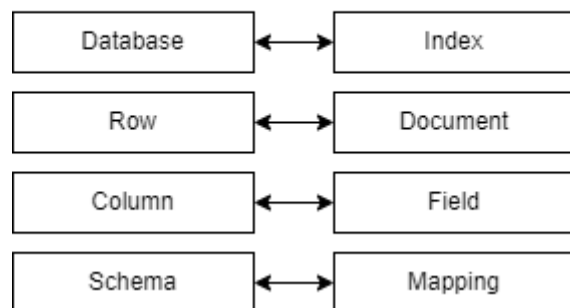 Database Index
Row Document
Column Field
Schema Mapping